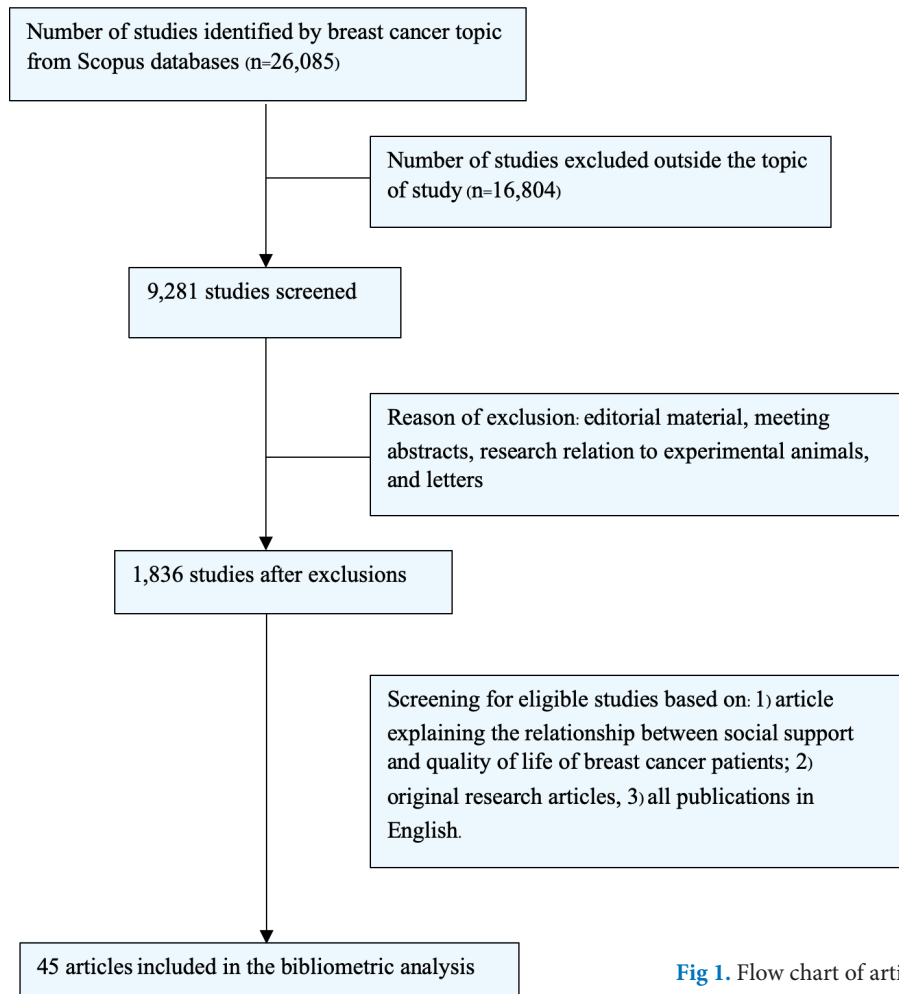 Number of studies identified by breast cancer topic
from Scopus databases (n=26,085)
Number of studies excluded outside the topic
of study (n=16,804)
9,281 studies screened
Reason of exclusion: editorial material, meeting
abstracts, research relation to experimental animals,
and letters
1,836 studies after exclusions
Screening for eligible studies based on: 1) article
explaining the relationship between social support
and quality of life of breast cancer patients; 2)
original research articles, 3) all publications in
English.
45 articles included in the bibliometric analysis
Fig 1. Flow chart of